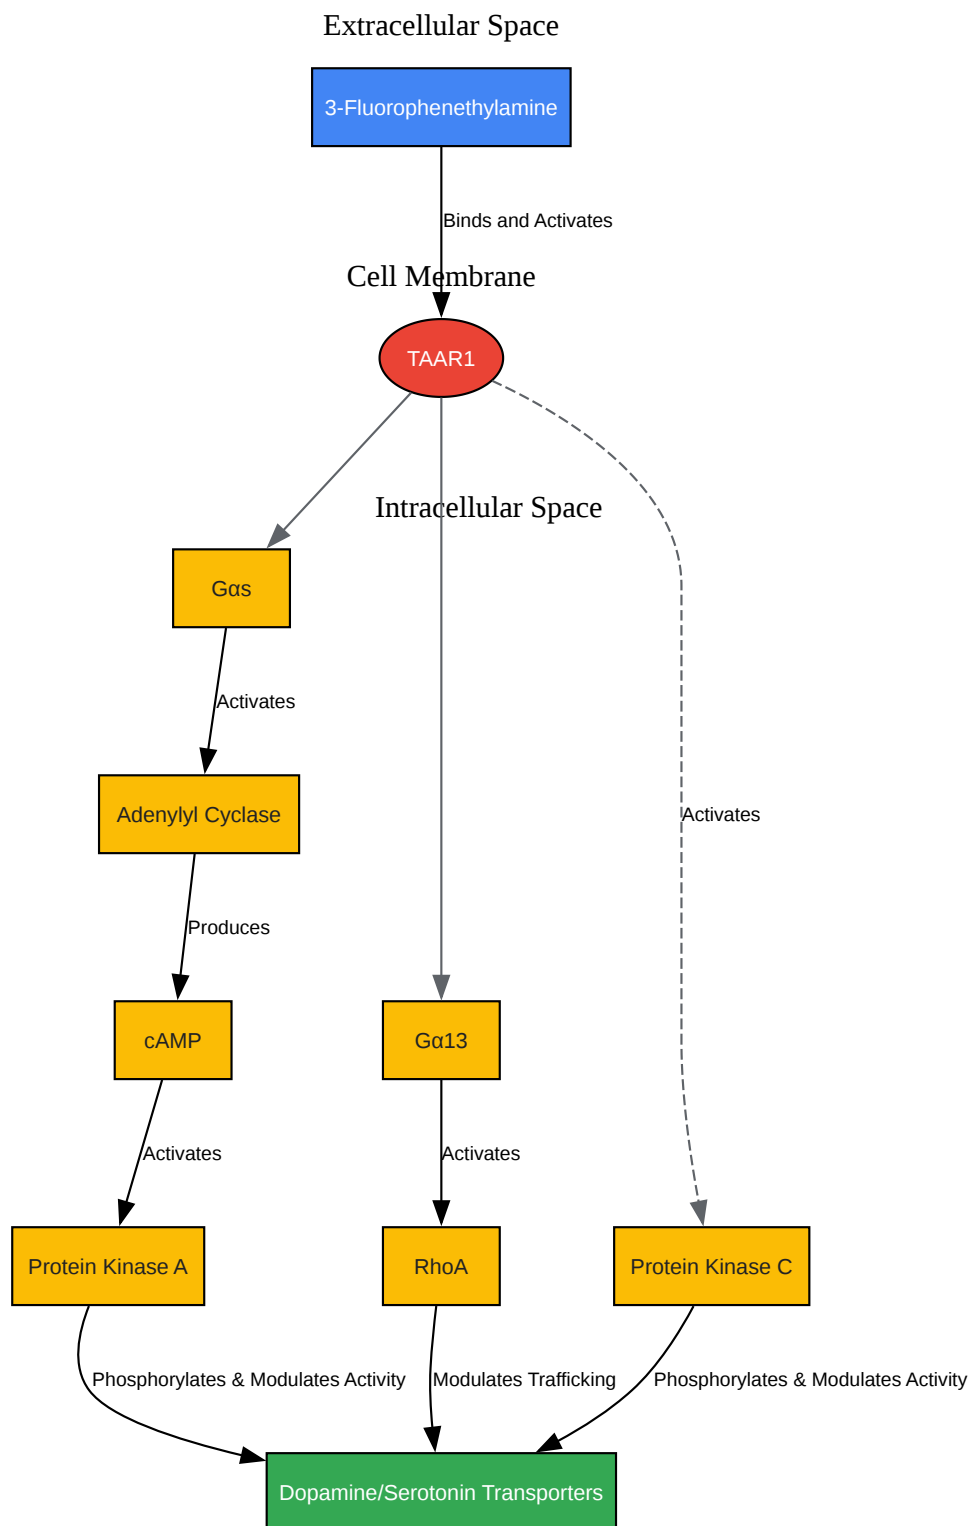 Extracellular Space
3-Fluorophenethylamine
Binds and Activates
Cell Membrane
TAAR1
Intracellular Space
Gαs
Activates
Adenylyl Cyclase
Activates
Produces
cAMP
Gα13
Activates
Activates
Protein Kinase A
RhoA
Protein Kinase C
Phosphorylates & Modulates Activity
Modulates Trafficking
Phosphorylates & Modulates Activity
Dopamine/Serotonin Transporters